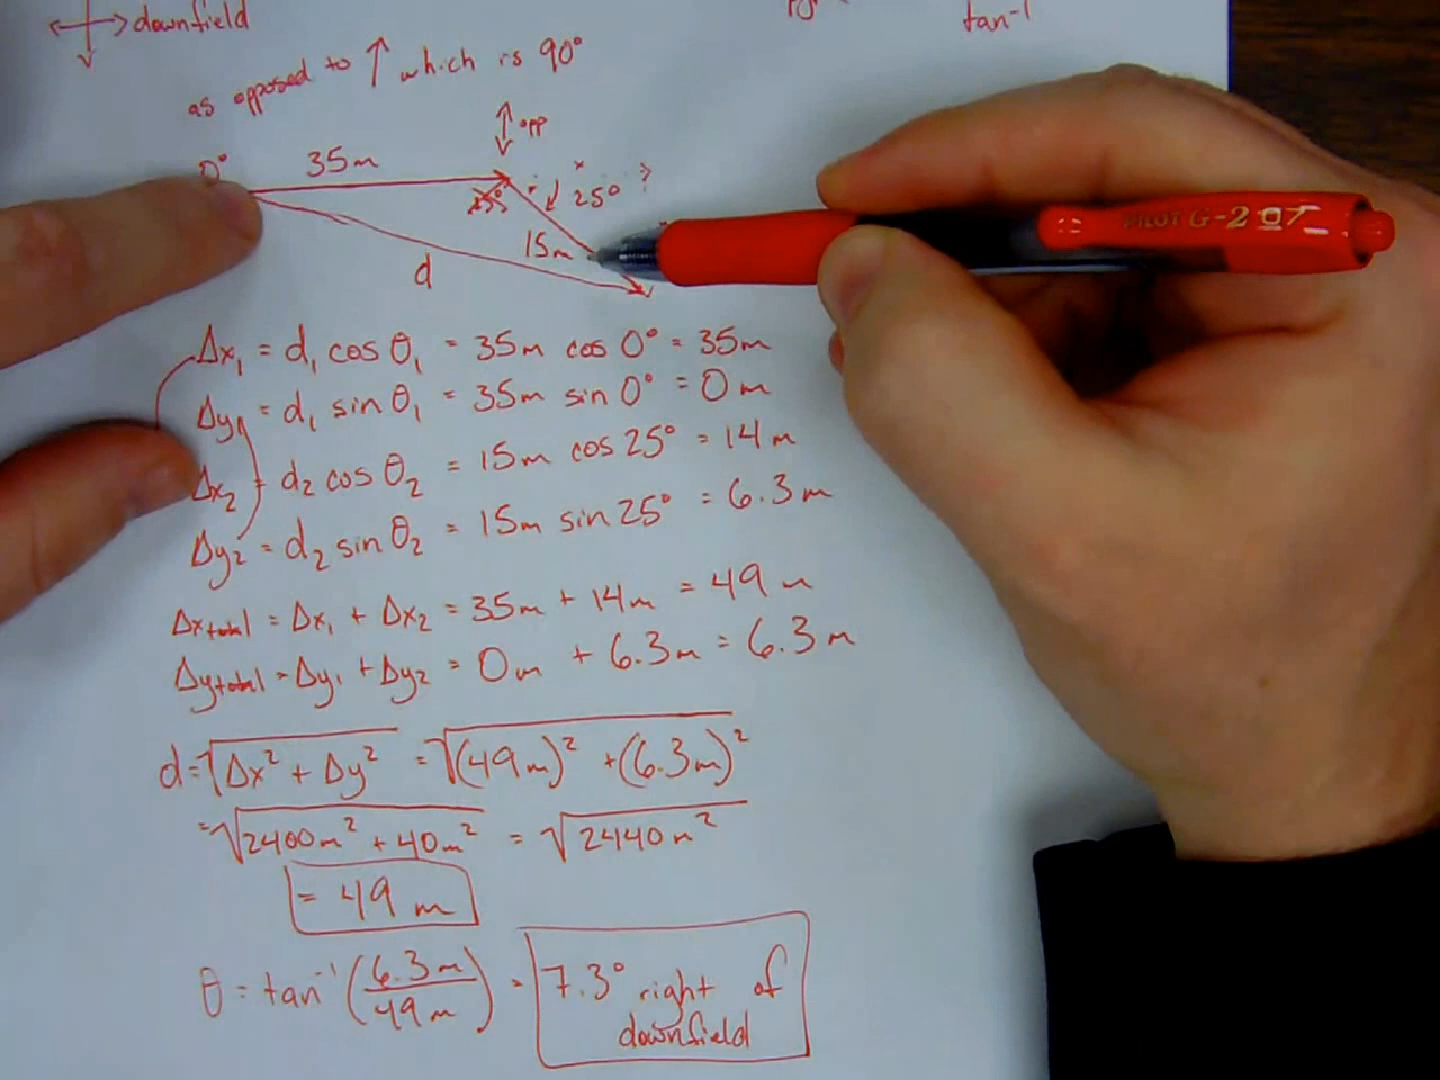 downfield
tan⁻¹
as opposed to ↑ which is 90°
opp
0°
35m
25° ?
15m
d
Δx₁ = d₁ cos θ₁ = 35m cos 0° = 35m
Δy₁ = d₁ sin θ₁ = 35m sin 0° = 0m
Δx₂ = d₂ cos θ₂ = 15m cos 25° = 14m
Δy₂ = d₂ sin θ₂ = 15m sin 25° = 6.3m
Δxtotal = Δx₁ + Δx₂ = 35m + 14m = 49m
Δytotal = Δy₁ + Δy₂ = 0m + 6.3m = 6.3m
d = √(Δx² + Δy²) = √((49m)² + (6.3m)²)
= √(2400m² + 40m²) = √(2440m²)
= 49 m
θ = tan⁻¹(6.3m/49m) = 7.3° right of
downfield
PILOT G-2 07